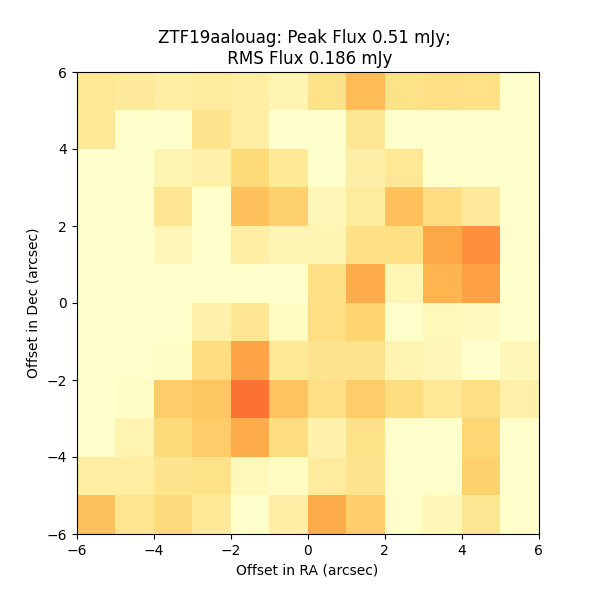 ZTF19aalouag: Peak Flux 0.51 mJy;
RMS Flux 0.186 mJy
6
4
2
0
−2
−4
−6
Offset in Dec (arcsec)
−6 −4 −2 0 2 4 6
Offset in RA (arcsec)